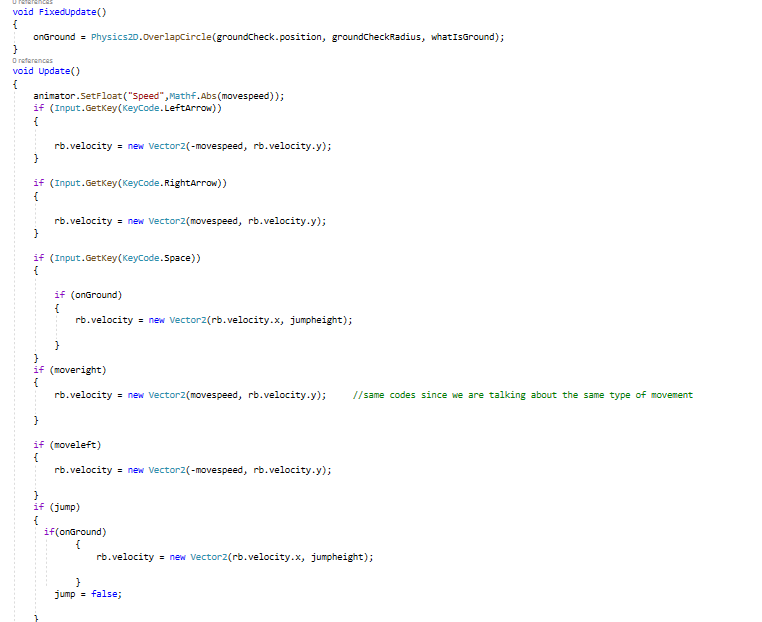 0 references
void FixedUpdate()
{
onGround = Physics2D.OverlapCircle(groundCheck.position, groundCheckRadius, whatIsGround);
}
0 references
void Update()
{
animator.SetFloat("Speed",Mathf.Abs(movespeed));
if (Input.GetKey(KeyCode.LeftArrow))
{
rb.velocity = new Vector2(-movespeed, rb.velocity.y);
}
if (Input.GetKey(KeyCode.RightArrow))
{
rb.velocity = new Vector2(movespeed, rb.velocity.y);
}
if (Input.GetKey(KeyCode.Space))
{
if (onGround)
{
rb.velocity = new Vector2(rb.velocity.x, jumpheight);
}
}
if (moveright)
{
rb.velocity = new Vector2(movespeed, rb.velocity.y); //same codes since we are talking about the same type of movement
}
if (moveleft)
{
rb.velocity = new Vector2(-movespeed, rb.velocity.y);
}
if (jump)
{
if(onGround)
{
rb.velocity = new Vector2(rb.velocity.x, jumpheight);
}
jump = false;
}